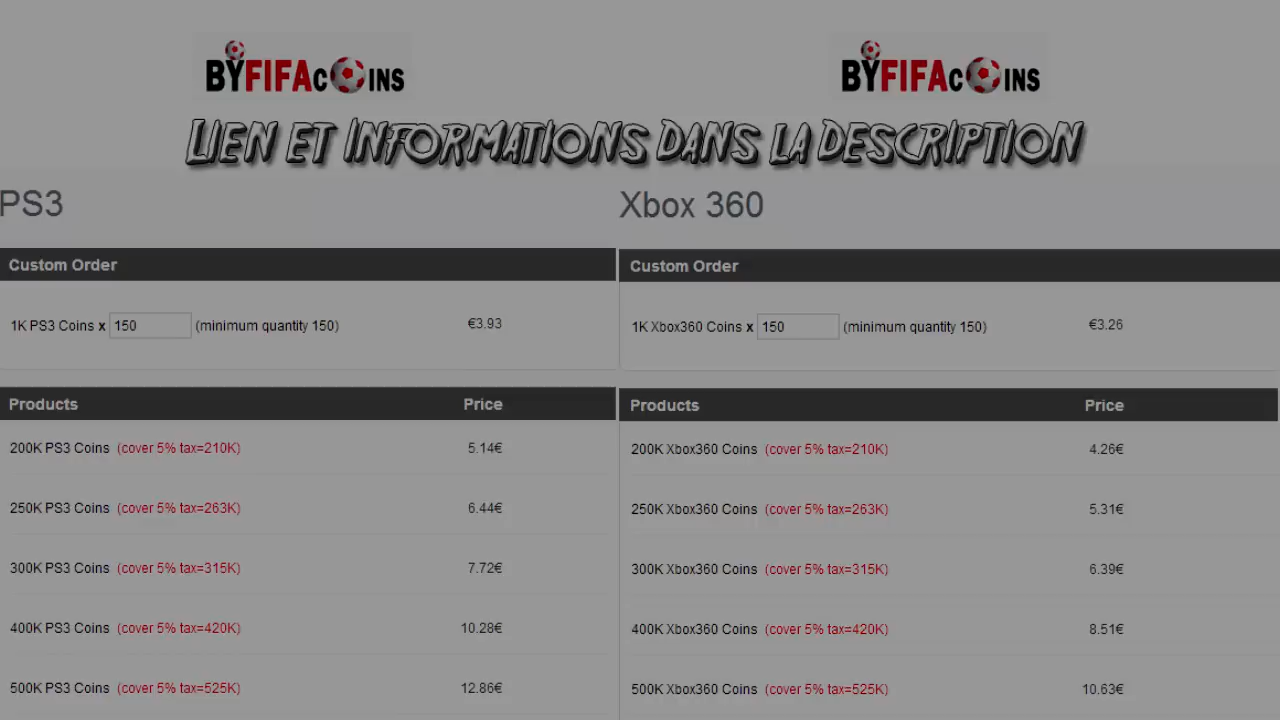 BYFIFACOINS BYFIFACOINS
LIEN ET INFORMATIONS DANS LA DESCRIPTION
PS3 Xbox 360
Custom Order Custom Order
1K PS3 Coins x 150 (minimum quantity 150) €3.93 1K Xbox360 Coins x 150 (minimum quantity 150) €3.26
Products Price Products Price
200K PS3 Coins (cover 5% tax=210K) 5.14€ 200K Xbox360 Coins (cover 5% tax=210K) 4.26€
250K PS3 Coins (cover 5% tax=263K) 6.44€ 250K Xbox360 Coins (cover 5% tax=263K) 5.31€
300K PS3 Coins (cover 5% tax=315K) 7.72€ 300K Xbox360 Coins (cover 5% tax=315K) 6.39€
400K PS3 Coins (cover 5% tax=420K) 10.28€ 400K Xbox360 Coins (cover 5% tax=420K) 8.51€
500K PS3 Coins (cover 5% tax=525K) 12.86€ 500K Xbox360 Coins (cover 5% tax=525K) 10.63€